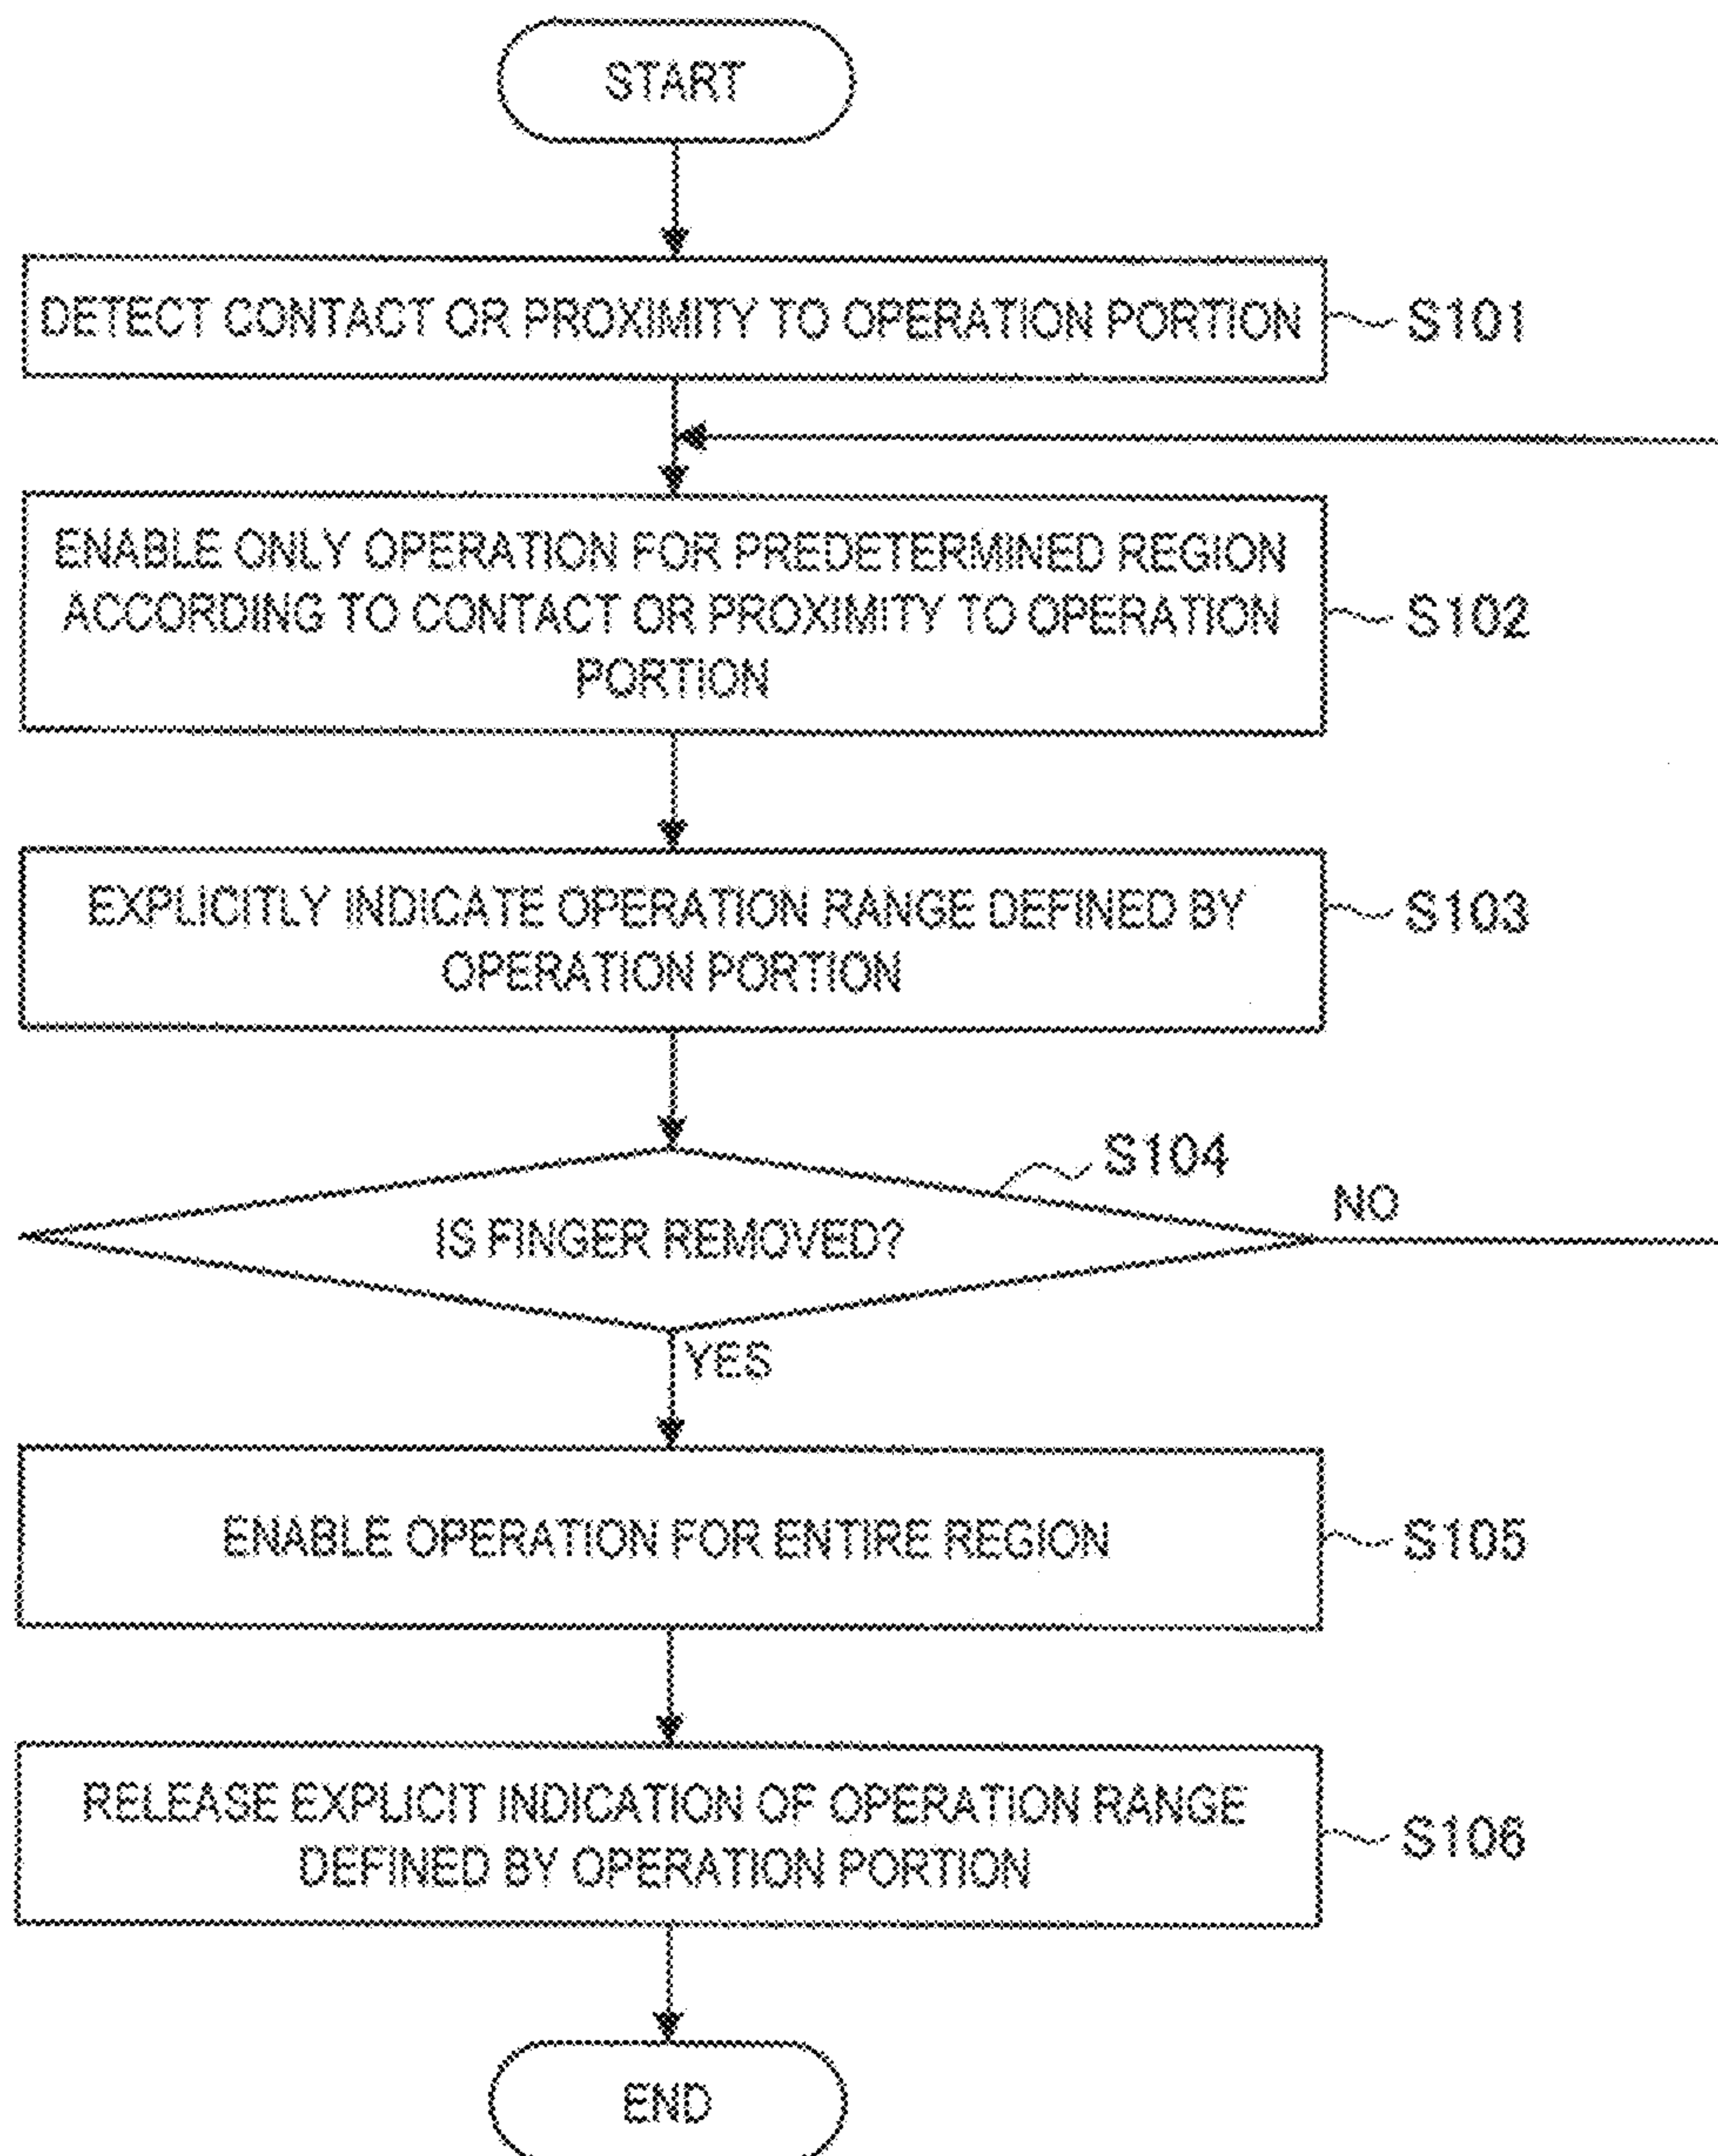 START
DETECT CONTACT OR PROXIMITY TO OPERATION PORTION
S101
ENABLE ONLY OPERATION FOR PREDETERMINED REGION
ACCORDING TO CONTACT OR PROXIMITY TO OPERATION
PORTION
S102
EXPLICITLY INDICATE OPERATION RANGE DEFINED BY
OPERATION PORTION
S103
S104
IS FINGER REMOVED?
NO
YES
ENABLE OPERATION FOR ENTIRE REGION
S105
RELEASE EXPLICIT INDICATION OF OPERATION RANGE
DEFINED BY OPERATION PORTION
S106
END